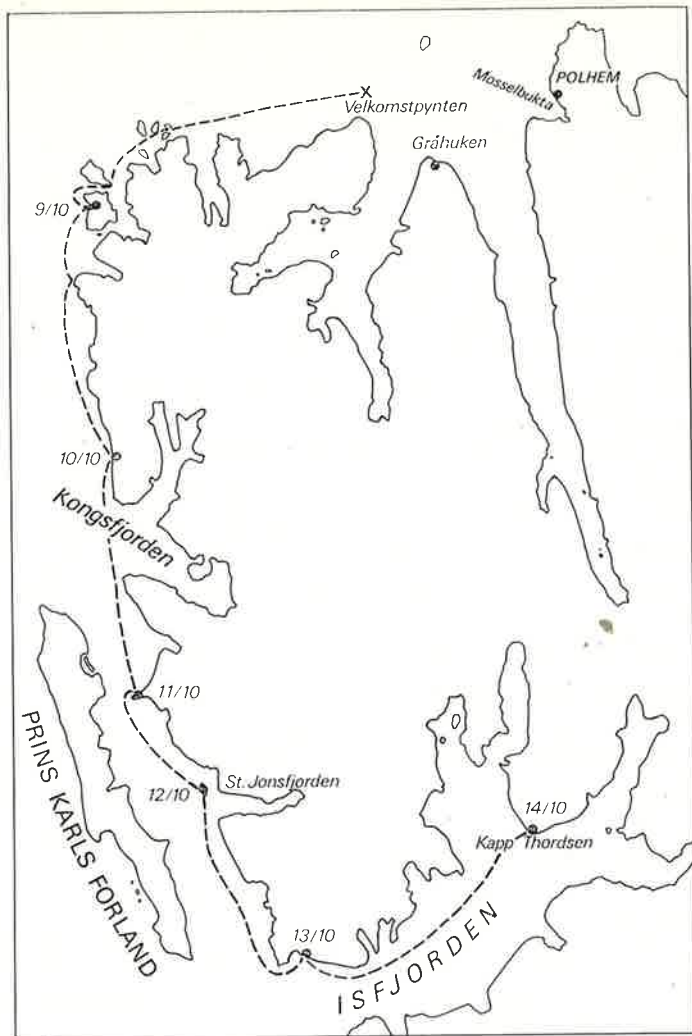 POLHEM
Mosselbukta
Velkomstpynten
Gråhuken
9/10
10/10
Kongsfjorden
11/10
PRINS KARLS FORLAND
12/10
St. Jonsfjorden
14/10
Kapp Thordsen
13/10
ISFJORDEN